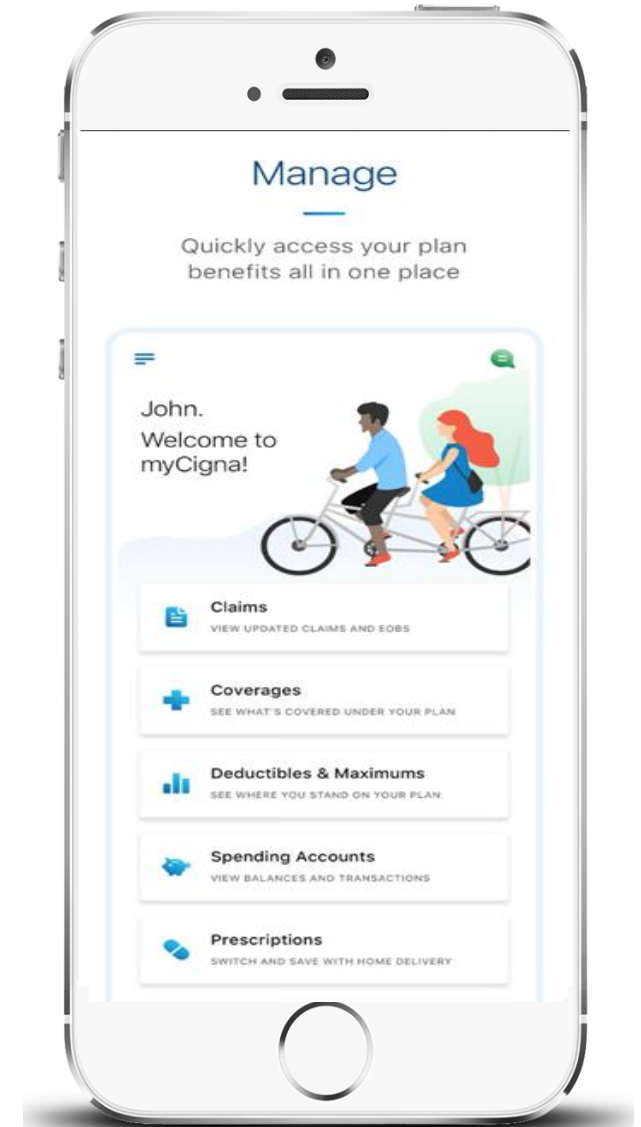 Manage
Quickly access your plan
benefits all in one place
John.
Welcome to
myCigna!
Claims
VIEW UPDATED CLAIMS AND EOBS
Coverages
SEE WHAT'S COVERED UNDER YOUR PLAN
Deductibles & Maximums
SEE WHERE YOU STAND ON YOUR PLAN
Spending Accounts
VIEW BALANCES AND TRANSACTIONS
Prescriptions
SWITCH AND SAVE WITH HOME DELIVERY